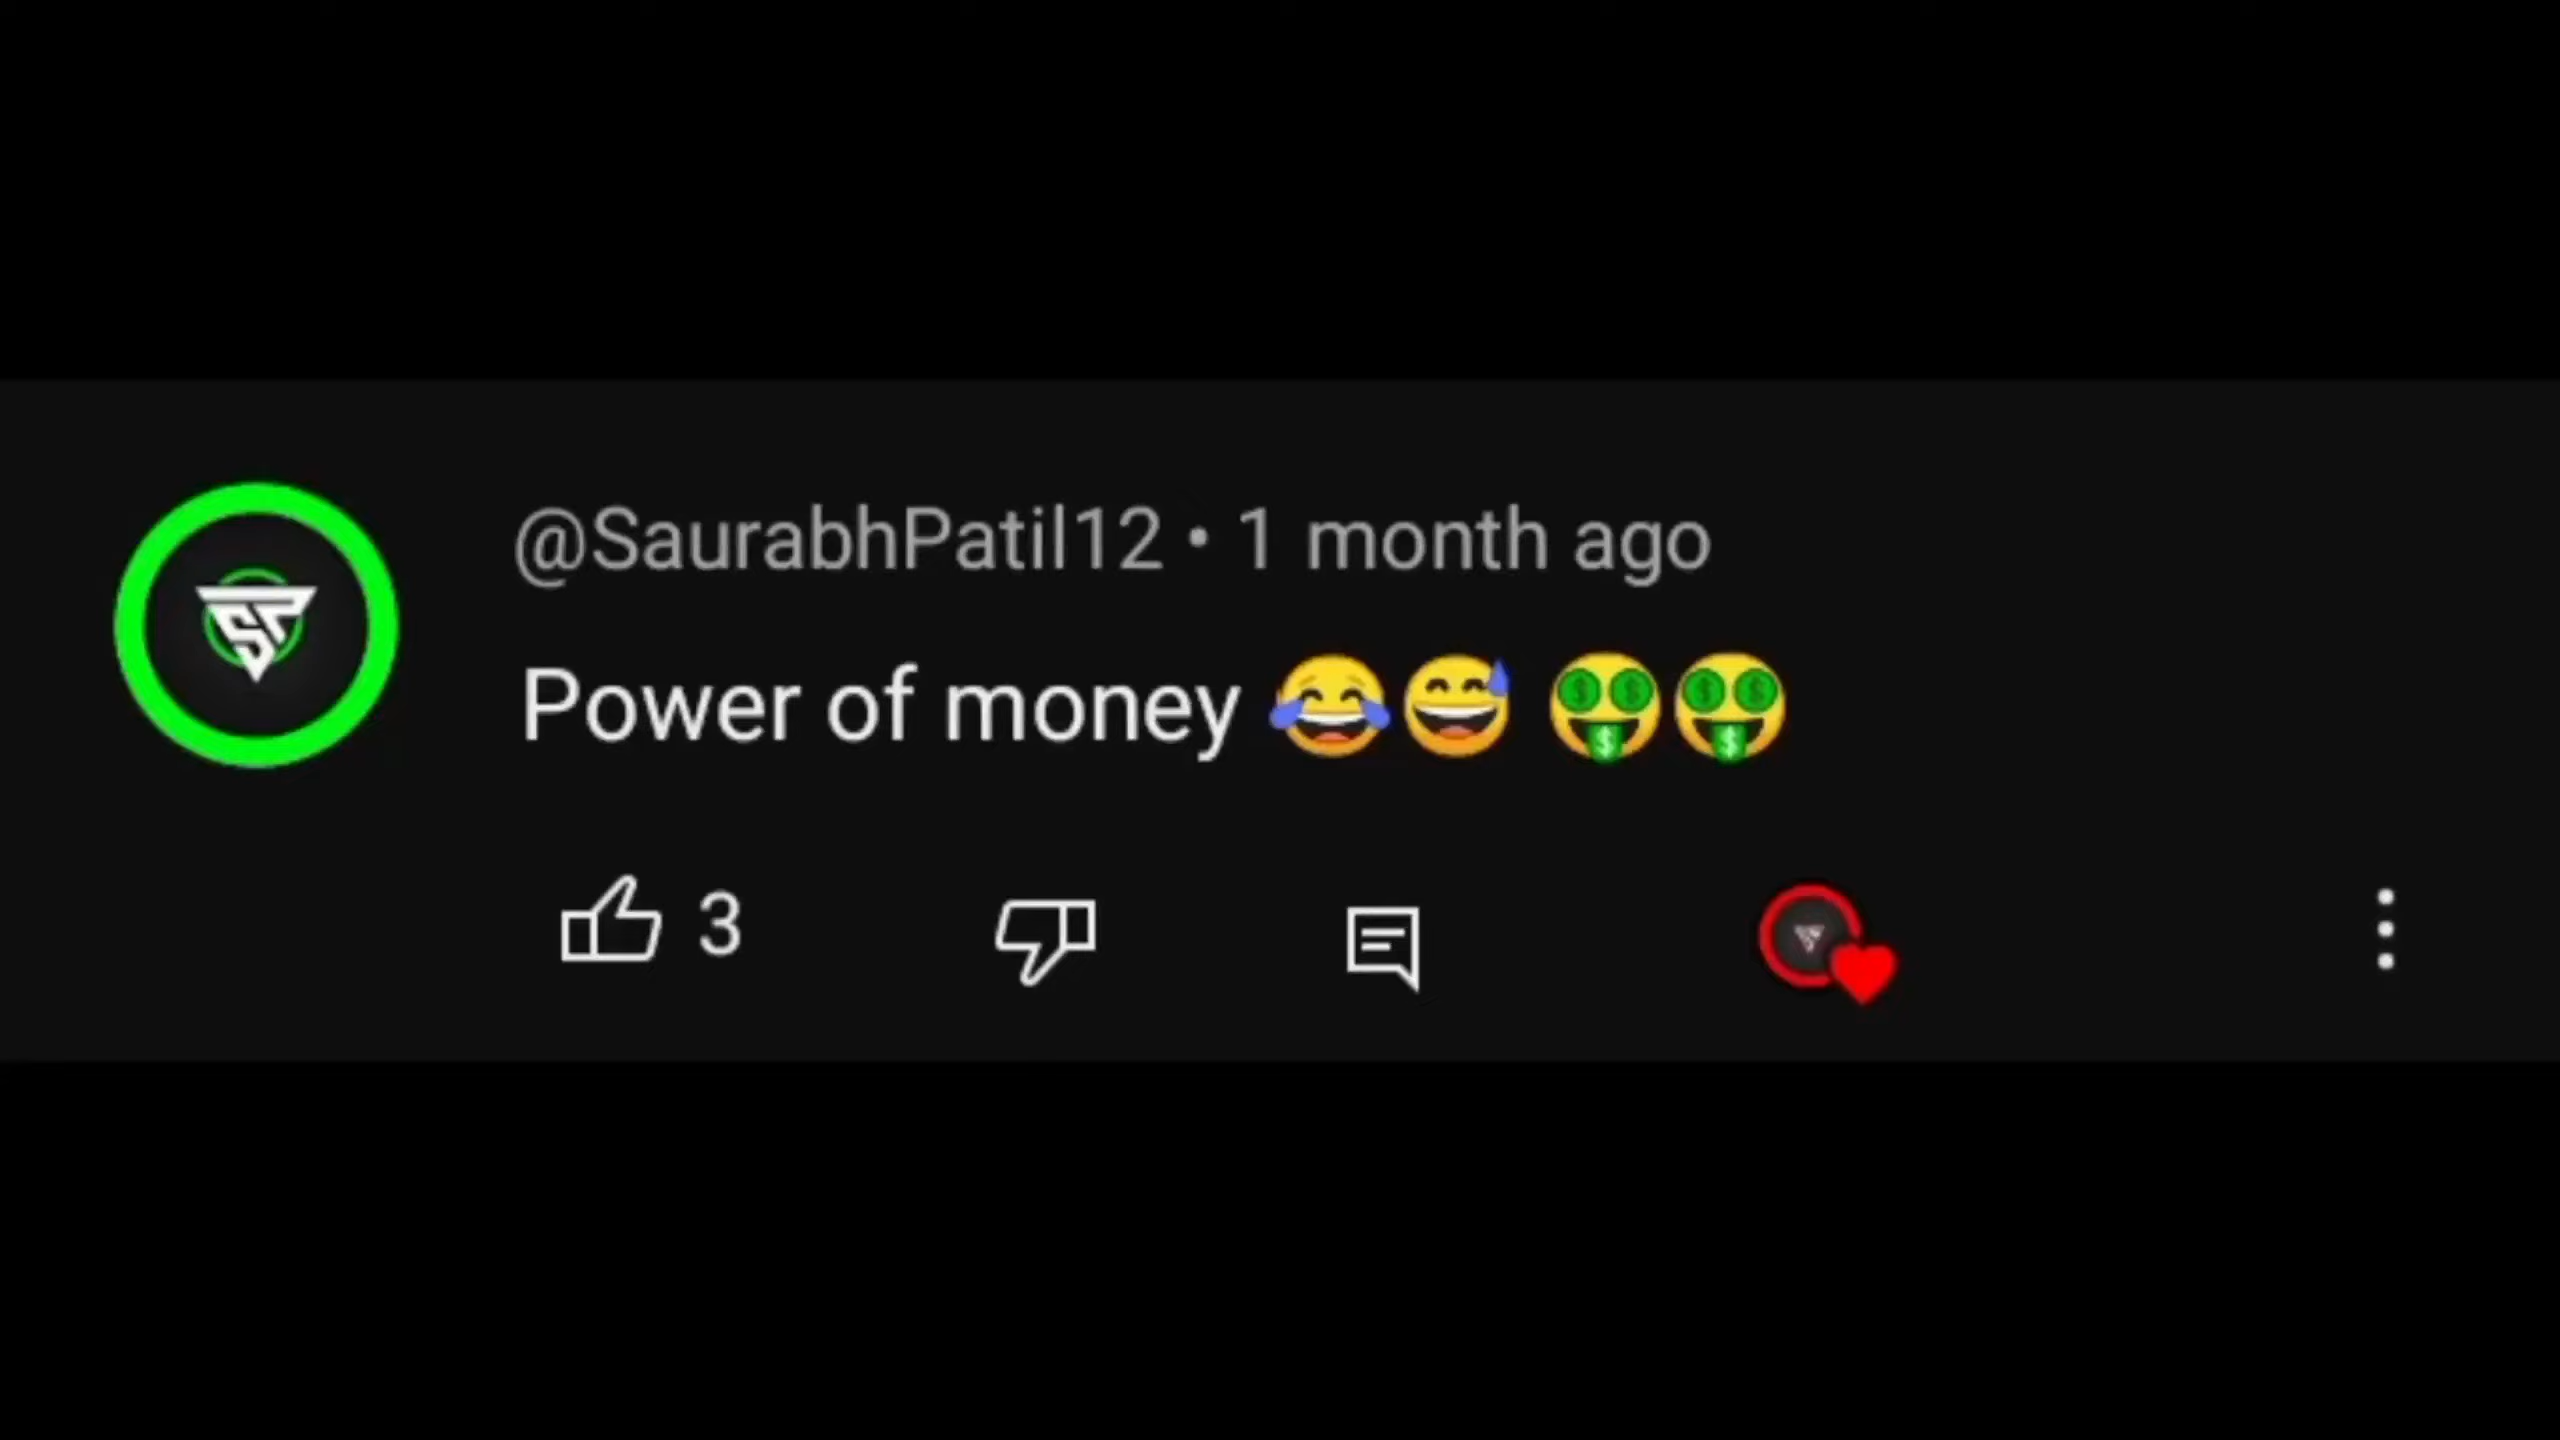 @SaurabhPatil12 • 1 month ago
Power of money 😂😅 🤑🤑
3